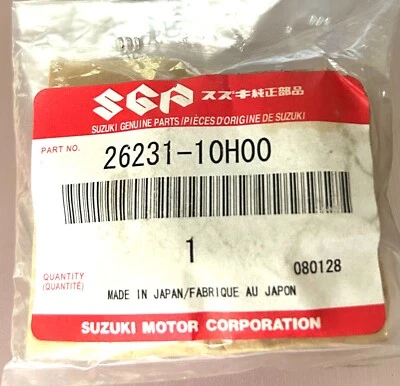 SGP スズキ純正部品
SUZUKI GENUINE PARTS/PIÈCES D'ORIGINE DE SUZUKI
PART NO. 26231-10H00
1
QUANTITY
(QUANTITÉ)
080128
MADE IN JAPAN/FABRIQUE AU JAPON
SUZUKI MOTOR CORPORATION